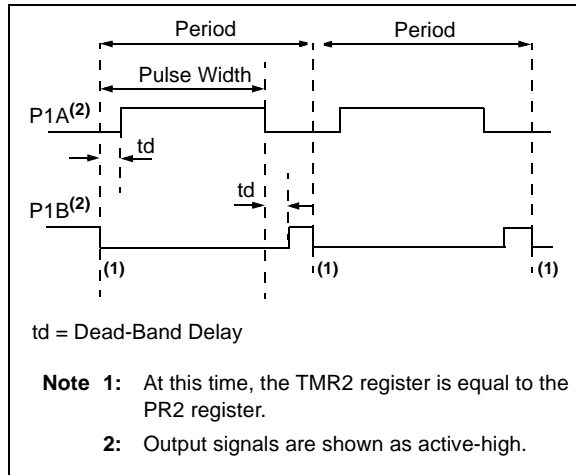 Period Period
Pulse Width
P1A(2)
td
td
P1B(2)
(1) (1) (1)
td = Dead-Band Delay
Note 1: At this time, the TMR2 register is equal to the
PR2 register.
2: Output signals are shown as active-high.